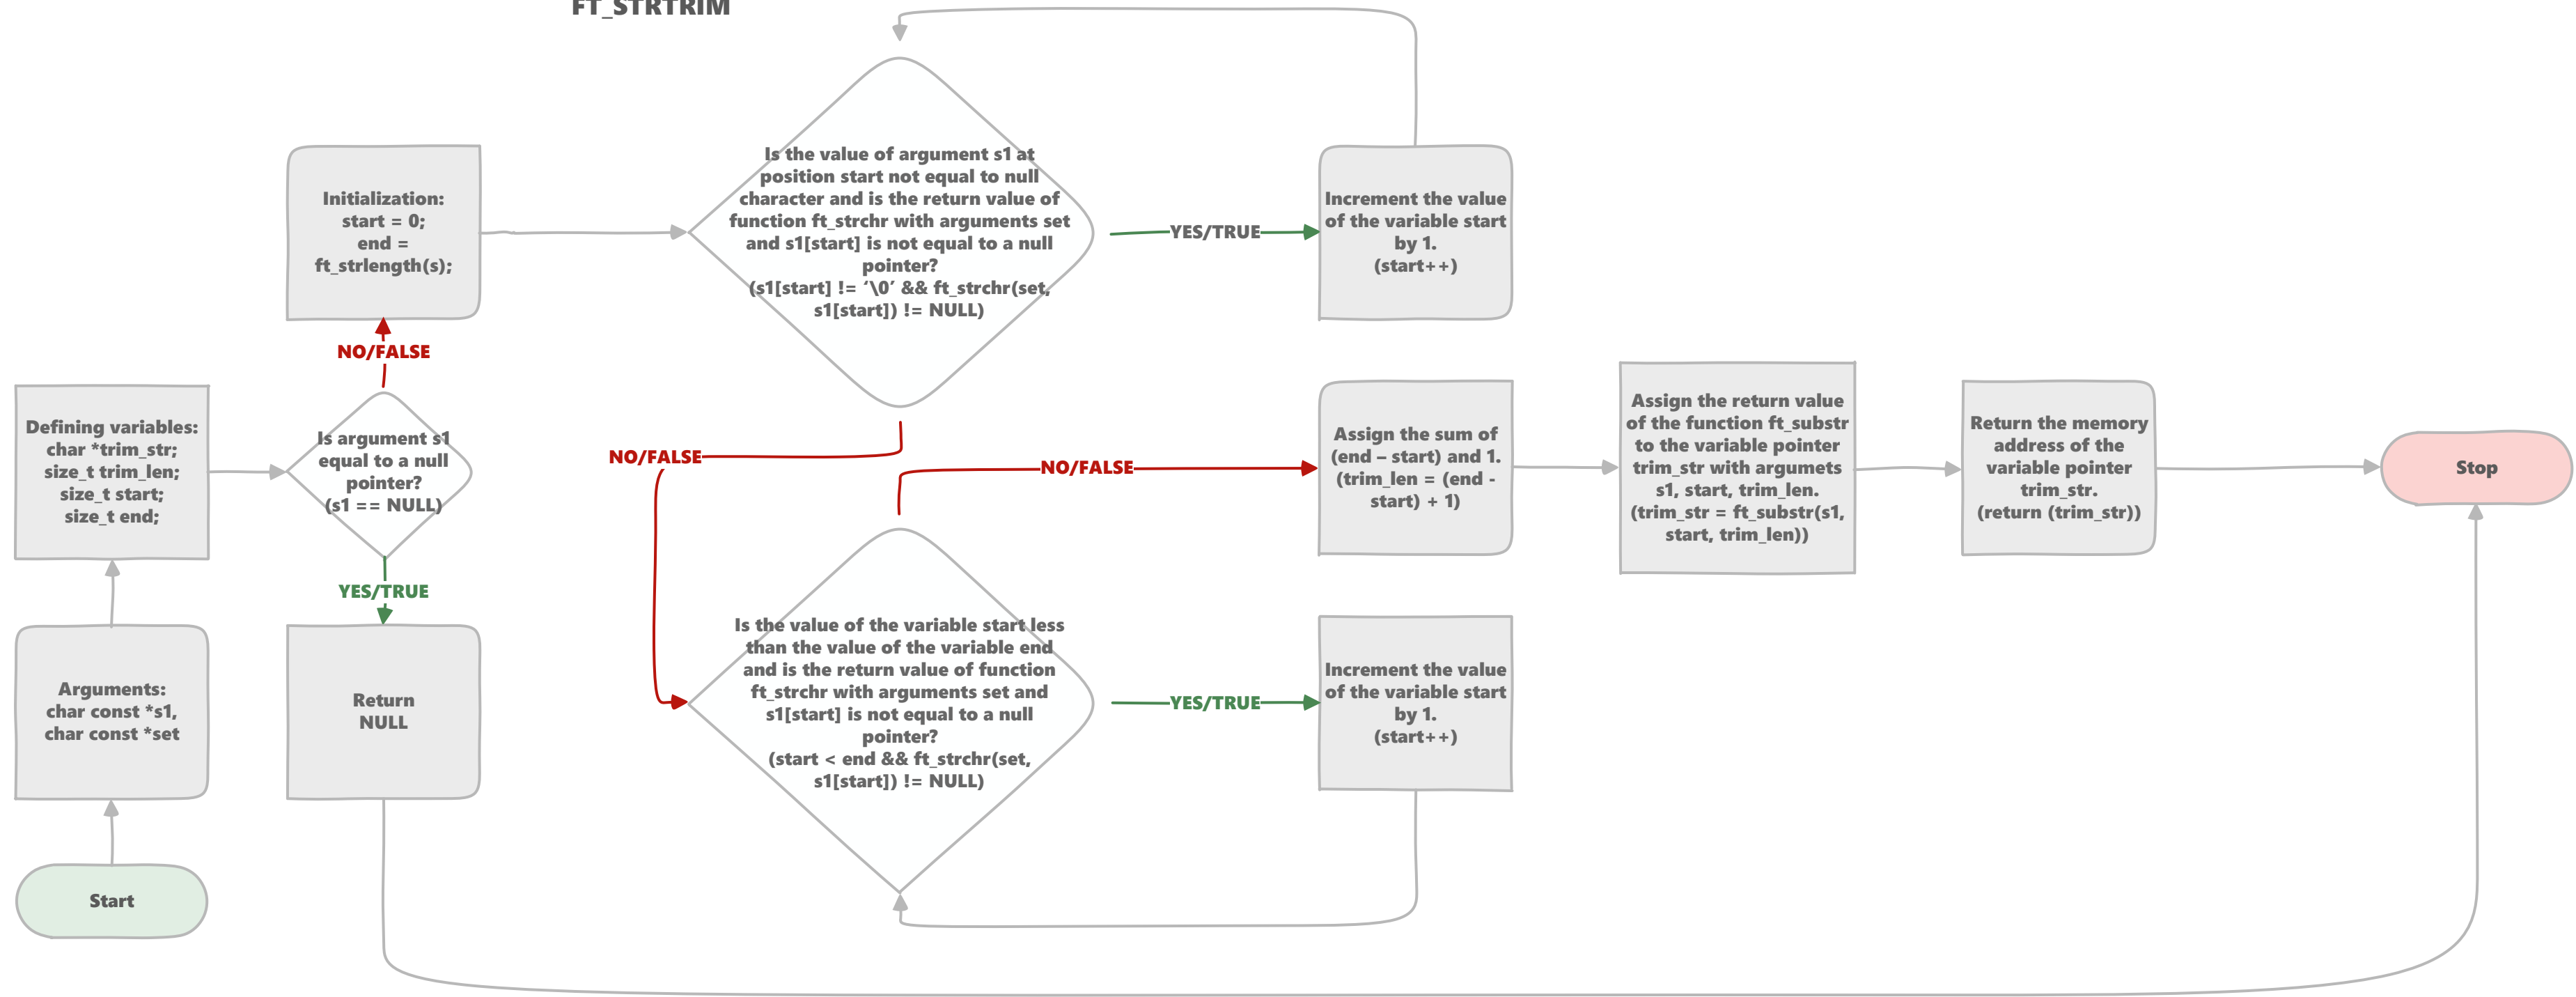 FT_STRTRIM
Start
Arguments:
char const *s1,
char const *set
Defining variables:
char *trim_str;
size_t trim_len;
size_t start;
size_t end;
Is argument s1
equal to a null
pointer?
(s1 == NULL)
YES/TRUE
Return
NULL
NO/FALSE
Initialization:
start = 0;
end =
ft_strlength(s);
Is the value of argument s1 at
position start not equal to null
character and is the return value of
function ft_strchr with arguments set
and s1[start] is not equal to a null
pointer?
(s1[start] != ‘\0’ && ft_strchr(set,
s1[start]) != NULL)
YES/TRUE
Increment the value
of the variable start
by 1.
(start++)
NO/FALSE
Is the value of the variable start less
than the value of the variable end
and is the return value of function
ft_strchr with arguments set and
s1[start] is not equal to a null
pointer?
(start < end && ft_strchr(set,
s1[start]) != NULL)
YES/TRUE
Increment the value
of the variable start
by 1.
(start++)
NO/FALSE
Assign the sum of
(end – start) and 1.
(trim_len = (end -
start) + 1)
Assign the return value
of the function ft_substr
to the variable pointer
trim_str with argumets
s1, start, trim_len.
(trim_str = ft_substr(s1,
start, trim_len))
Return the memory
address of the
variable pointer
trim_str.
(return (trim_str))
Stop